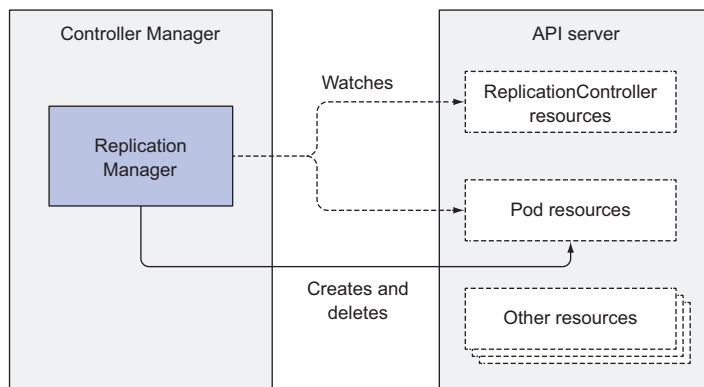 Controller Manager
API server
Watches
ReplicationController
resources
Replication
Manager
Pod resources
Creates and
deletes
Other resources